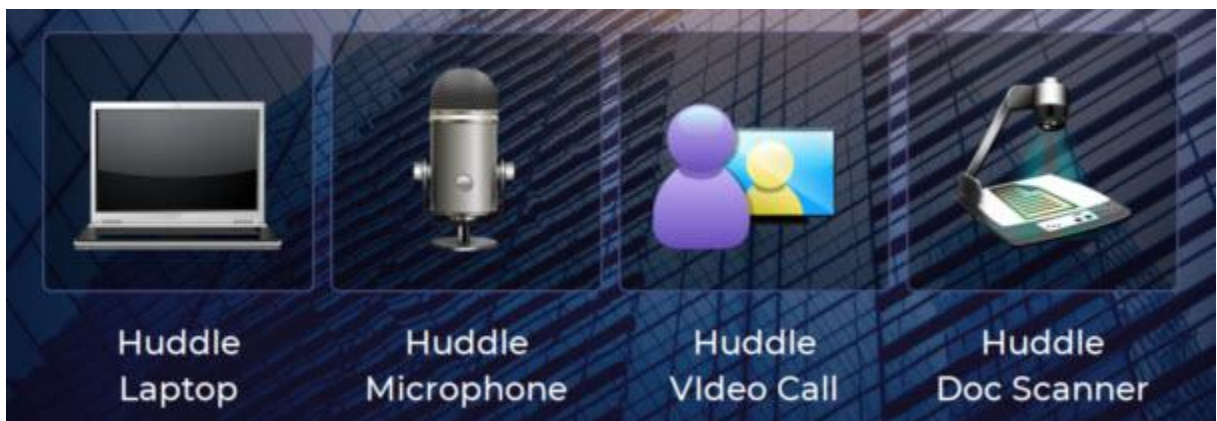 Huddle
Laptop
Huddle
Microphone
Huddle
VIdeo Call
Huddle
Doc Scanner